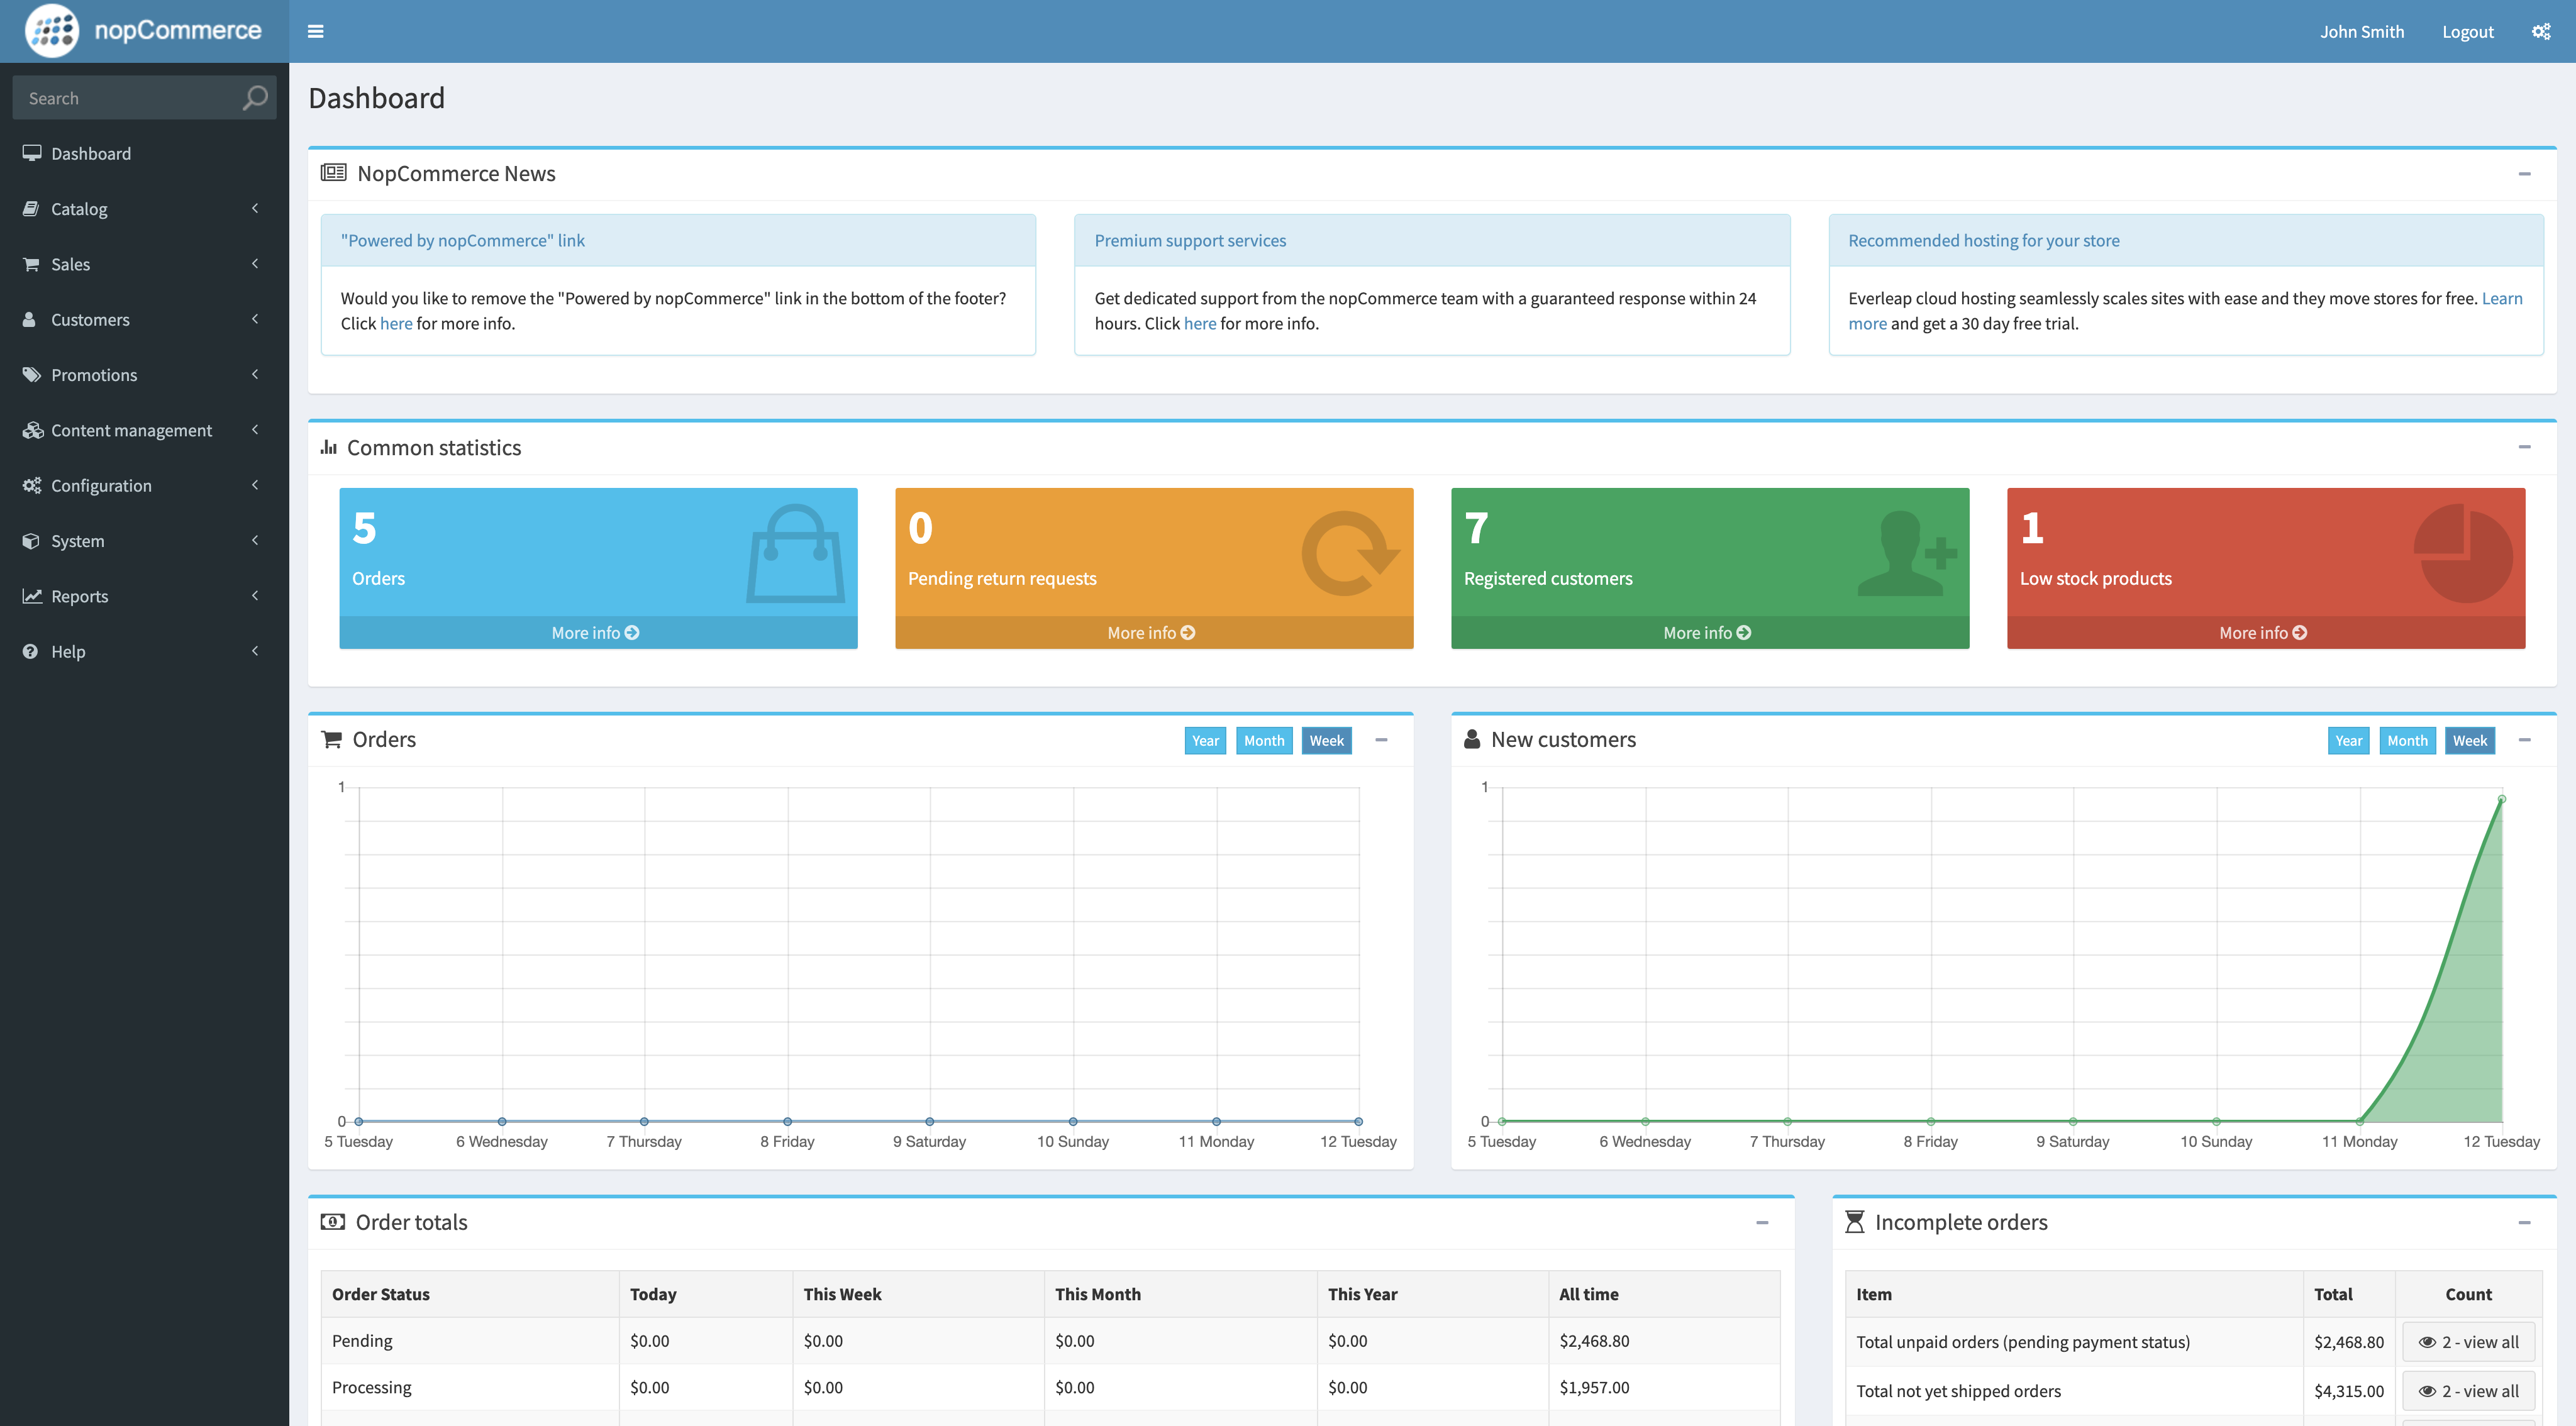 nopCommerce
John Smith Logout
Search
Dashboard
Catalog
Sales
Customers
Promotions
Content management
Configuration
System
Reports
Help
Dashboard
NopCommerce News
"Powered by nopCommerce" link
Would you like to remove the "Powered by nopCommerce" link in the bottom of the footer?
Click here for more info.
Premium support services
Get dedicated support from the nopCommerce team with a guaranteed response within 24
hours. Click here for more info.
Recommended hosting for your store
Everleap cloud hosting seamlessly scales sites with ease and they move stores for free. Learn
more and get a 30 day free trial.
Common statistics
5
Orders
More info
0
Pending return requests
More info
7
Registered customers
More info
1
Low stock products
More info
Orders
Year Month Week
1
0
5 Tuesday 6 Wednesday 7 Thursday 8 Friday 9 Saturday 10 Sunday 11 Monday 12 Tuesday
New customers
Year Month Week
1
0
5 Tuesday 6 Wednesday 7 Thursday 8 Friday 9 Saturday 10 Sunday 11 Monday 12 Tuesday
Order totals
Order Status Today This Week This Month This Year All time
Pending $0.00 $0.00 $0.00 $0.00 $2,468.80
Processing $0.00 $0.00 $0.00 $0.00 $1,957.00
Incomplete orders
Item Total Count
Total unpaid orders (pending payment status) $2,468.80 2 - view all
Total not yet shipped orders $4,315.00 2 - view all